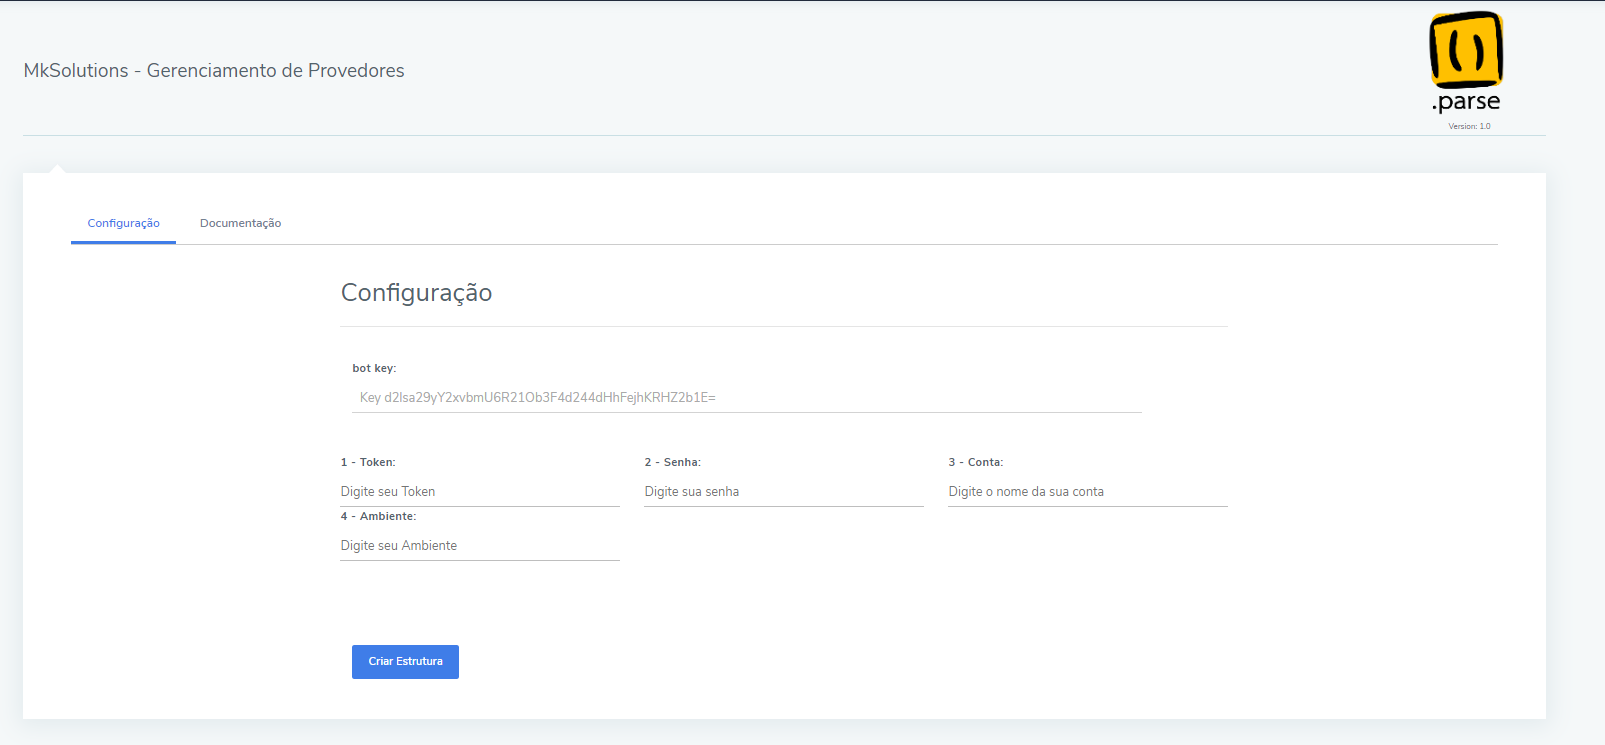 MkSolutions - Gerenciamento de Provedores
.parse
Version: 1.0
Configuração Documentação
Configuração
bot key:
Key d2lsa29yY2xvbmU6R21Ob3F4d244dHhFejhKRHZ2b1E=
1 - Token: 2 - Senha: 3 - Conta:
Digite seu Token Digite sua senha Digite o nome da sua conta
4 - Ambiente:
Digite seu Ambiente
Criar Estrutura